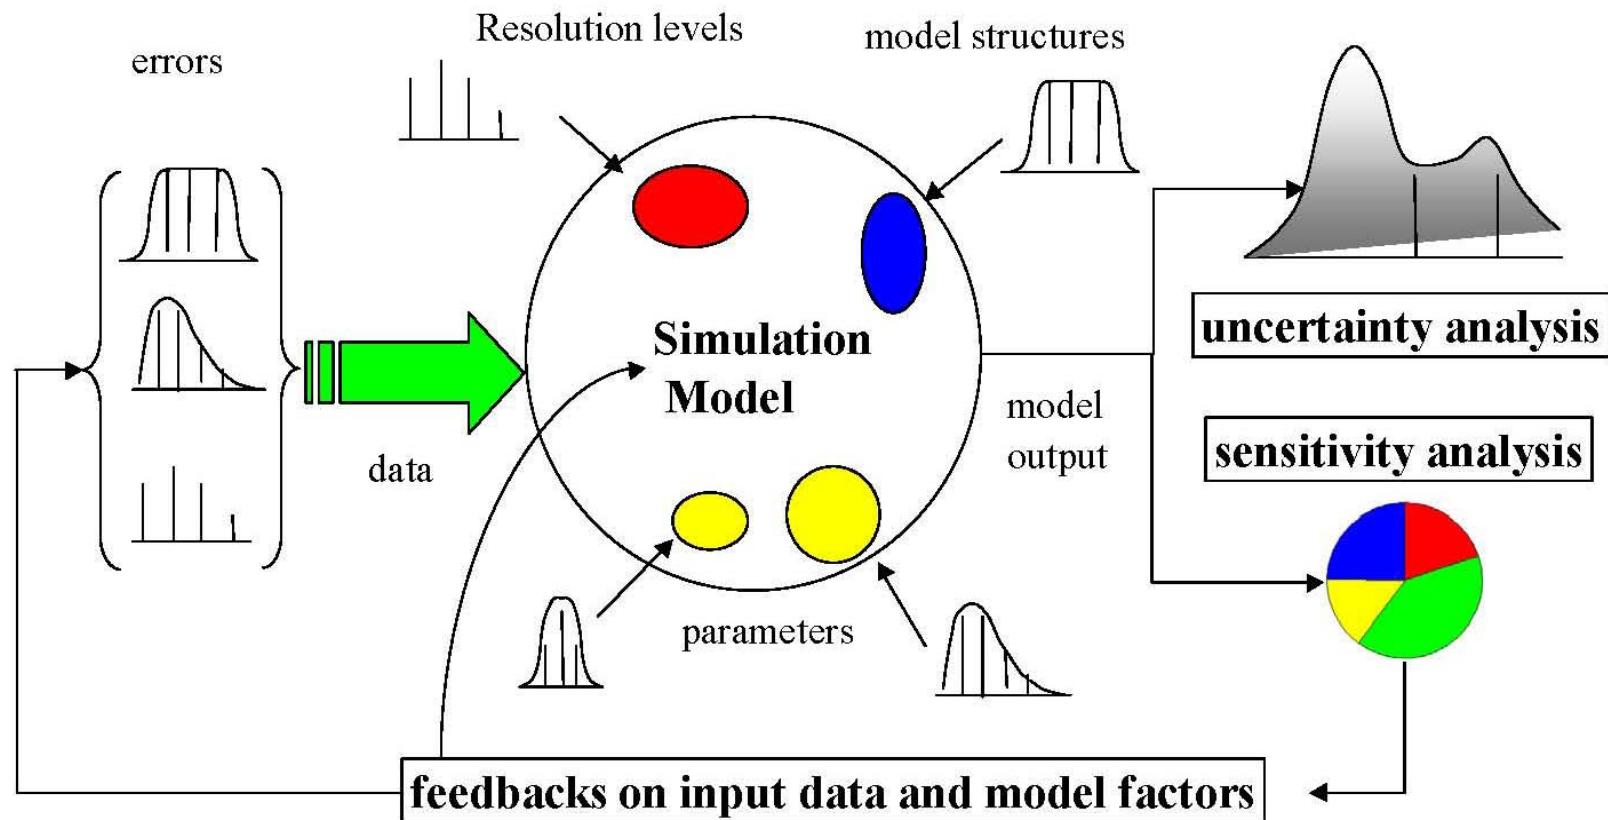 errors
Resolution levels
model structures
Simulation
Model
data
uncertainty analysis
model
output
sensitivity analysis
parameters
feedbacks on input data and model factors